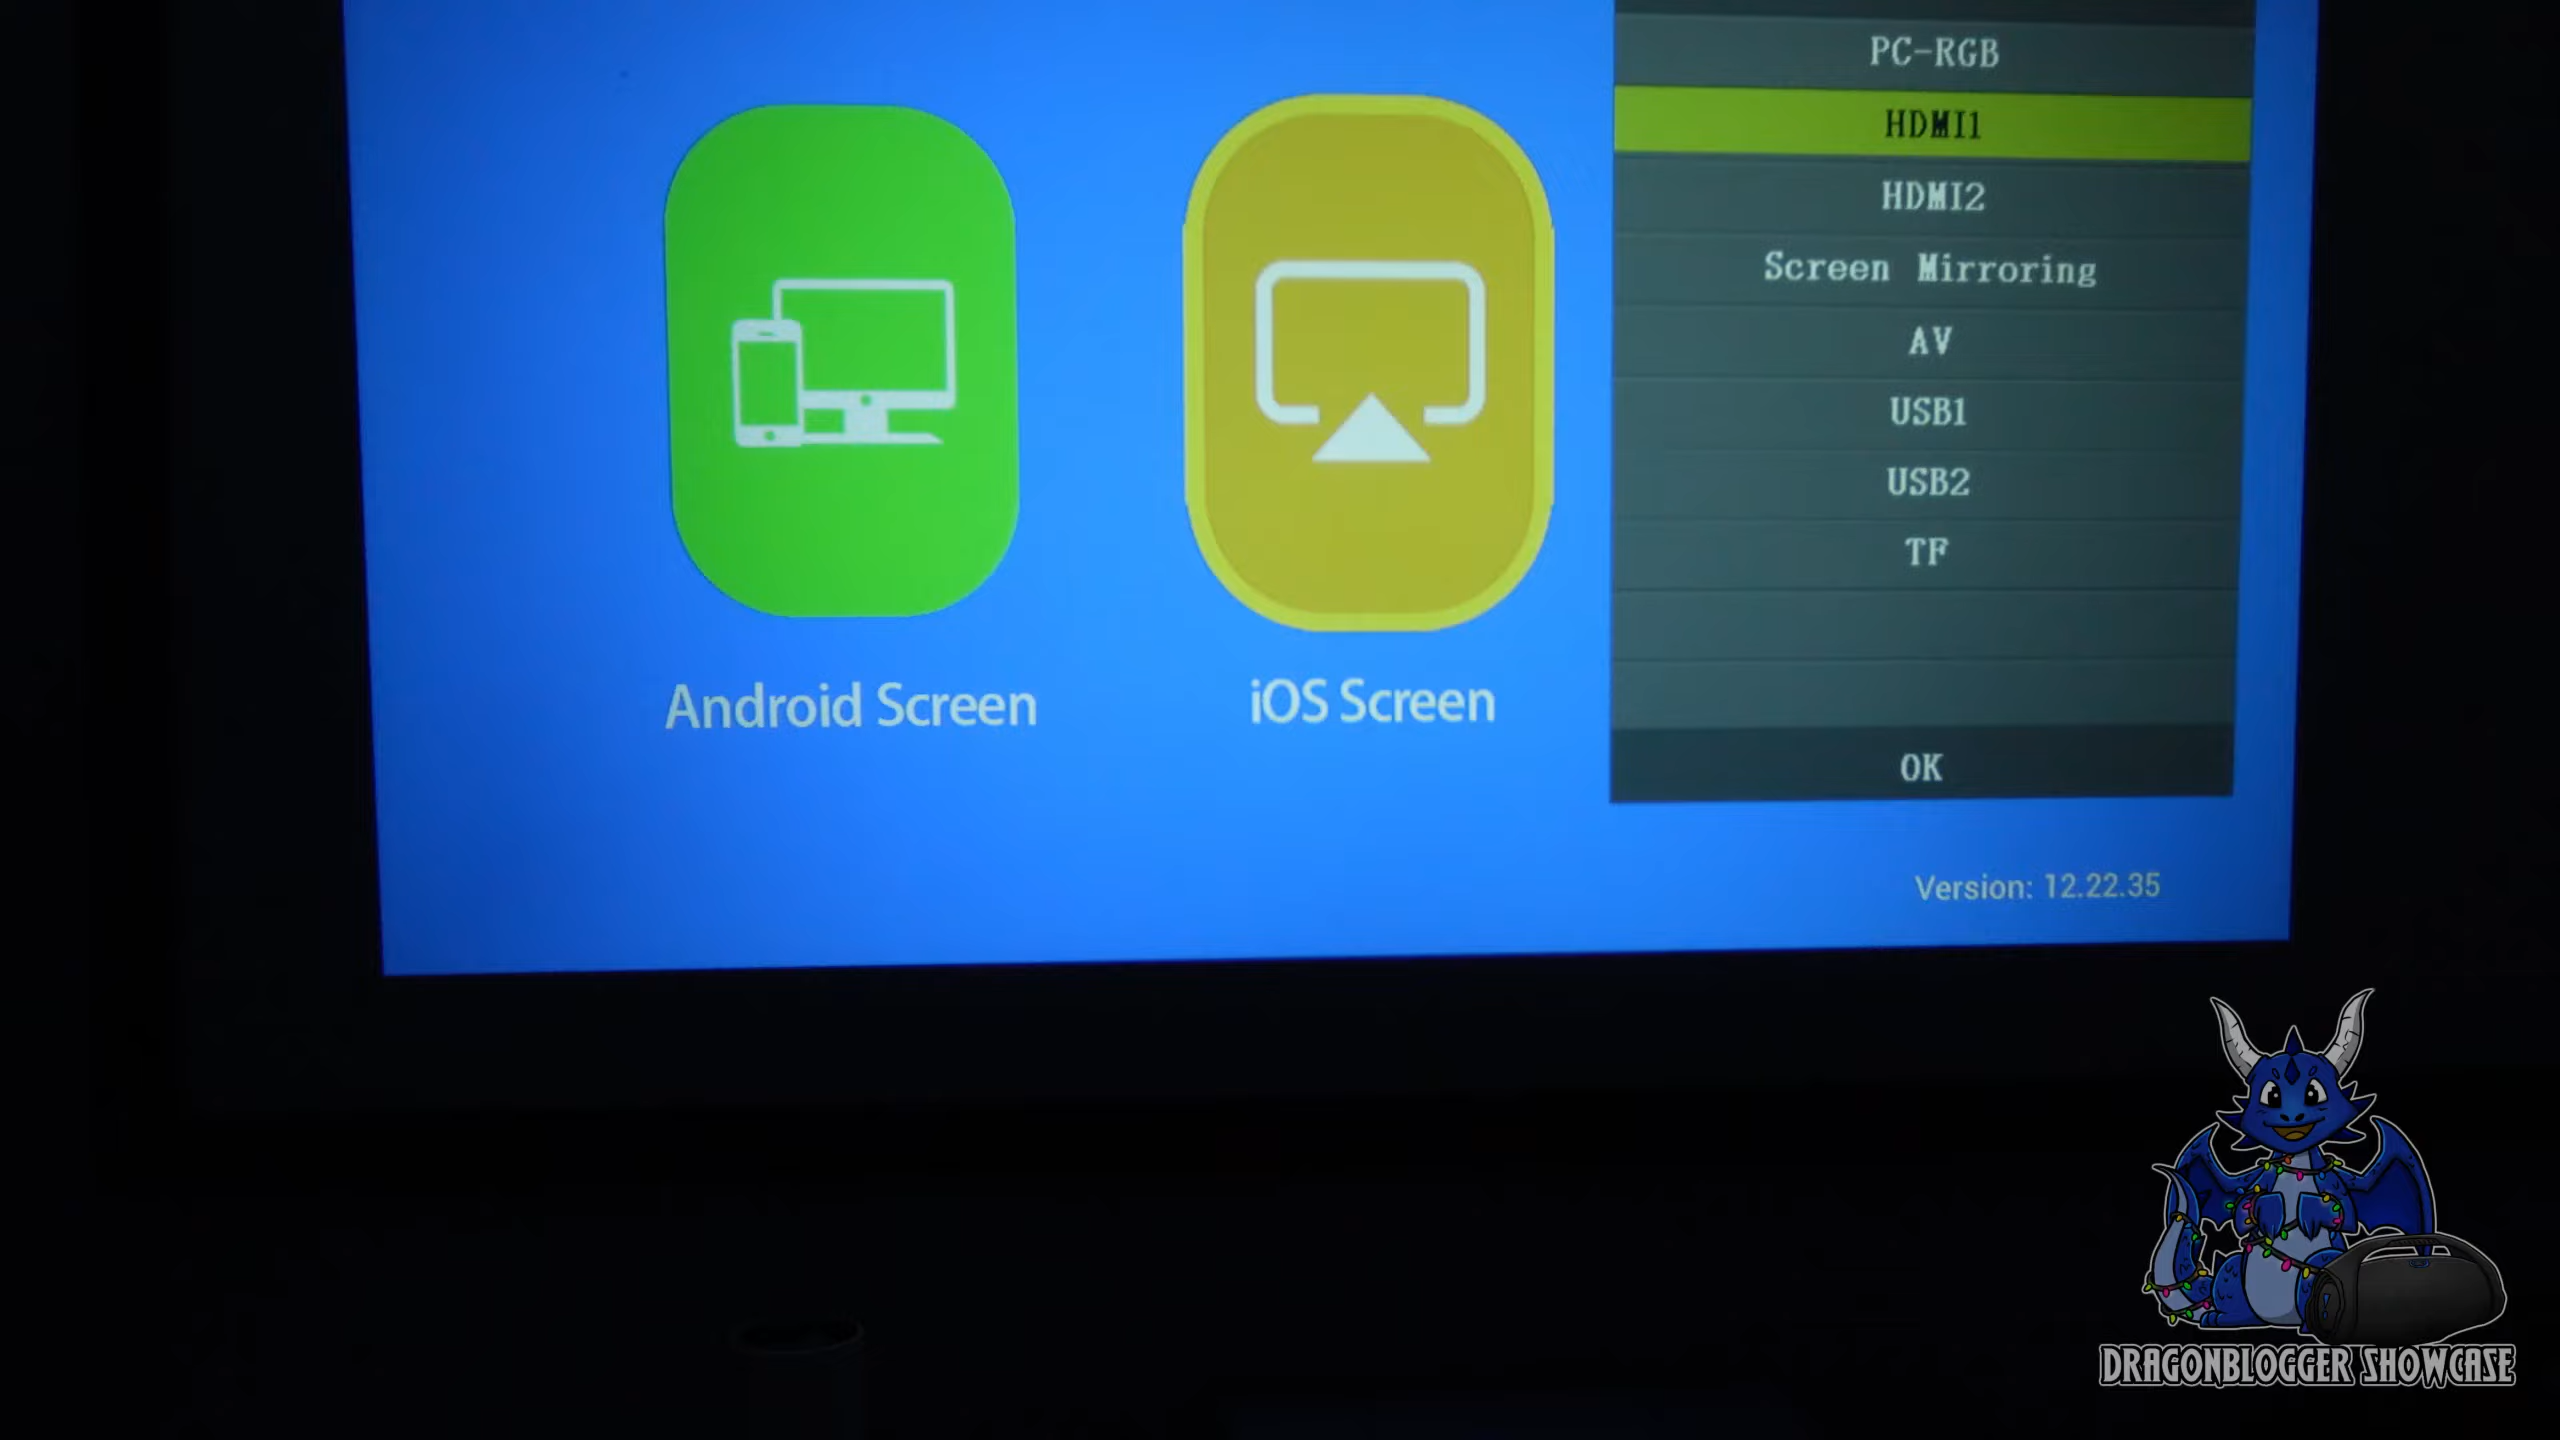 PC-RGB
HDMI1
HDMI2
Screen Mirroring
AV
USB1
USB2
TF
OK
Android Screen
iOS Screen
Version: 12.22.35
DRAGONBLOGGER SHOWCASE